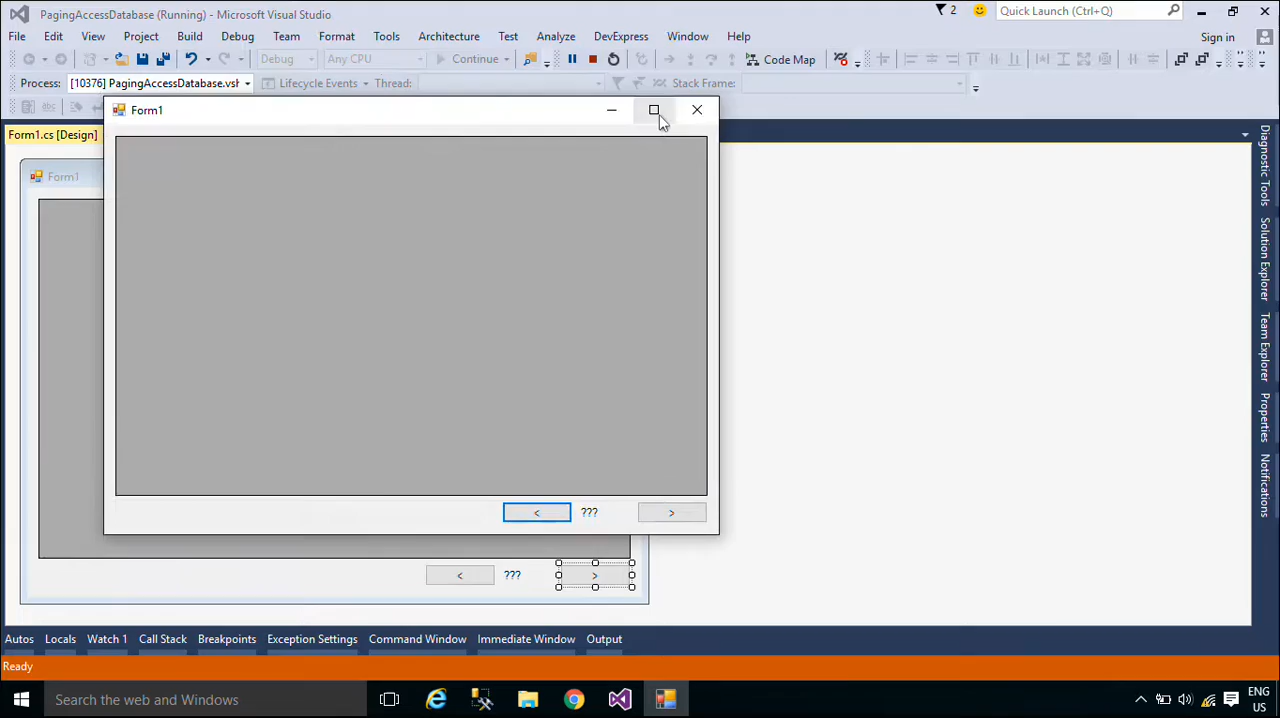 PagingAccessDatabase (Running) - Microsoft Visual Studio
2
Quick Launch (Ctrl+Q)
File Edit View Project Build Debug Team Format Tools Architecture Test Analyze DevExpress Window Help
Sign in
Debug Any CPU Continue Code Map
Process: [10376] PagingAccessDatabase.vsh Lifecycle Events Thread: Stack Frame:
Form1
Form1.cs [Design]
Form1
< ??? >
< ??? >
Diagnostic Tools
Solution Explorer
Team Explorer
Properties
Notifications
Autos Locals Watch 1 Call Stack Breakpoints Exception Settings Command Window Immediate Window Output
Ready
Search the web and Windows
ENG
US